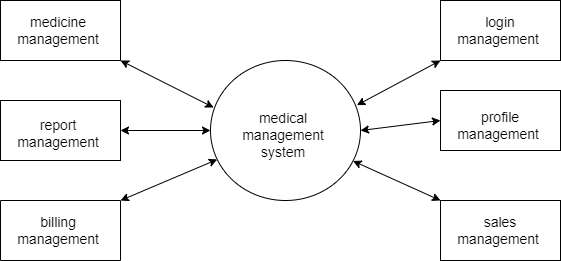 medicine
management
login
management
report
management
medical
management
system
profile
management
billing
management
sales
management